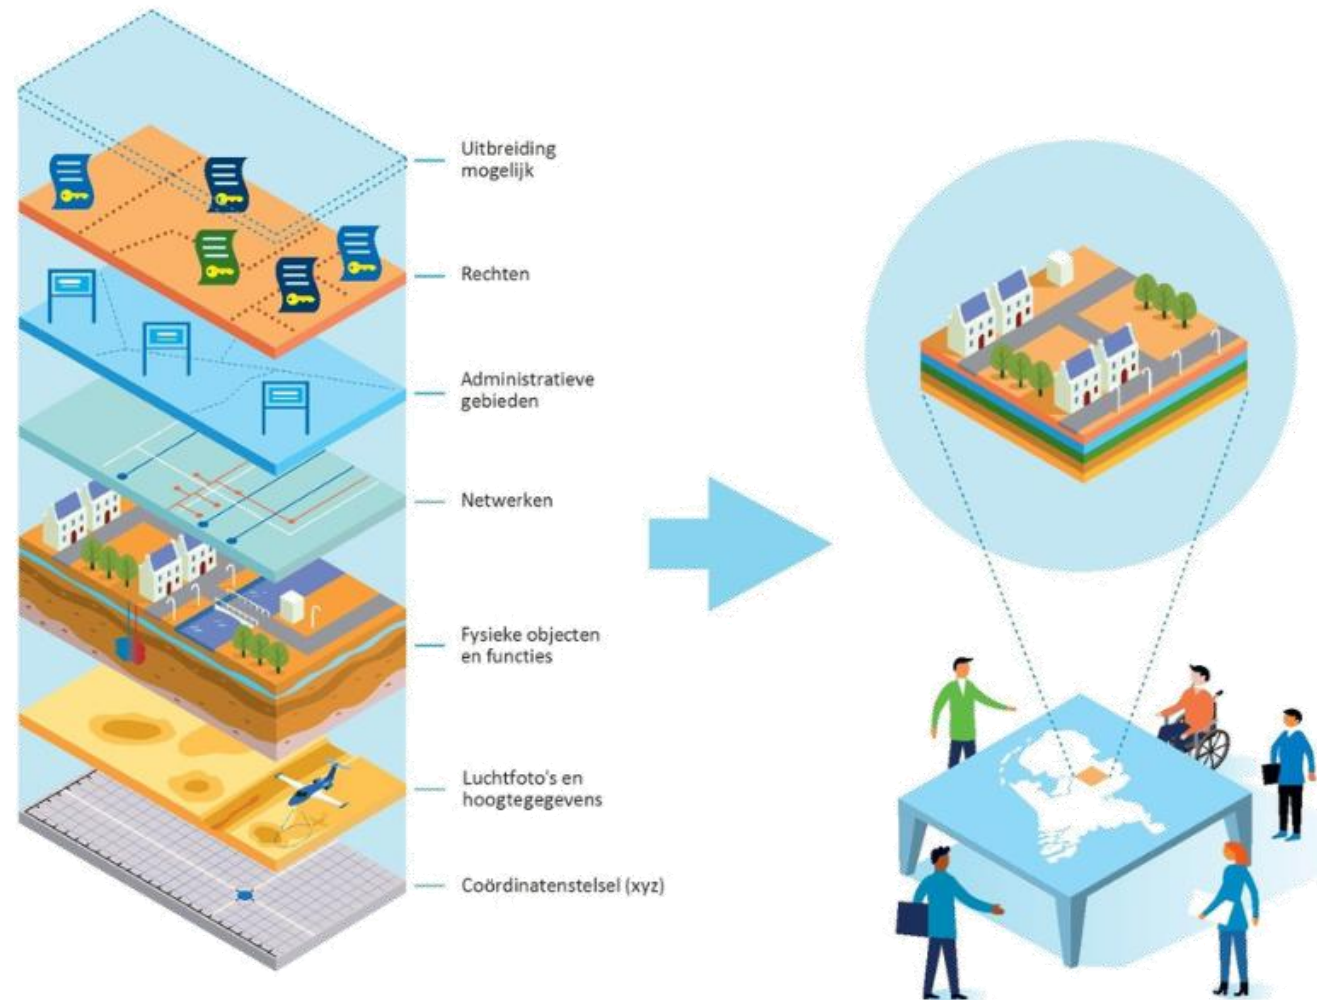 Uitbreiding
mogelijk
Rechten
Administratieve
gebieden
Netwerken
Fysieke objecten
en functies
Luchtfoto's en
hoogtegegevens
Coördinatenstelsel (xyz)